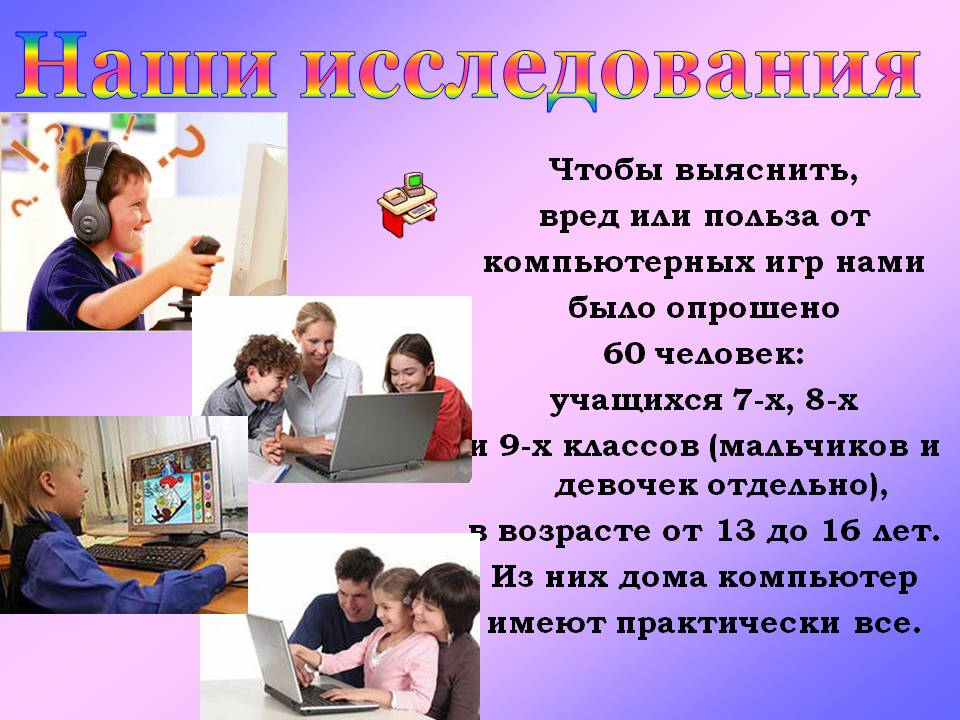 Наши исследования
Чтобы выяснить,
вред или польза от
компьютерных игр нами
было опрошено
60 человек:
учащихся 7-х, 8-х
и 9-х классов (мальчиков и
девочек отдельно),
в возрасте от 13 до 16 лет.
Из них дома компьютер
имеют практически все.